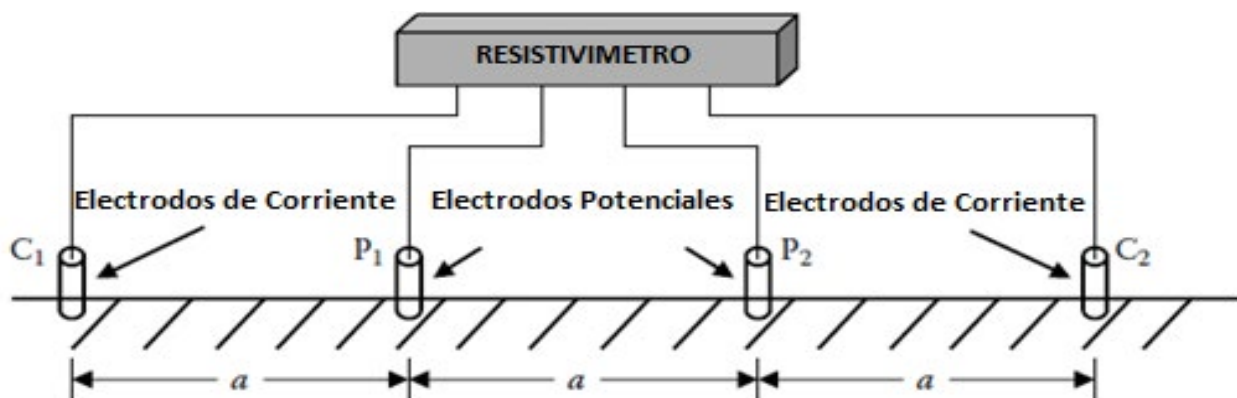 RESISTIVIMETRO
Electrodos de Corriente
Electrodos Potenciales
Electrodos de Corriente
C₁
P₁
P₂
C₂
a
a
a